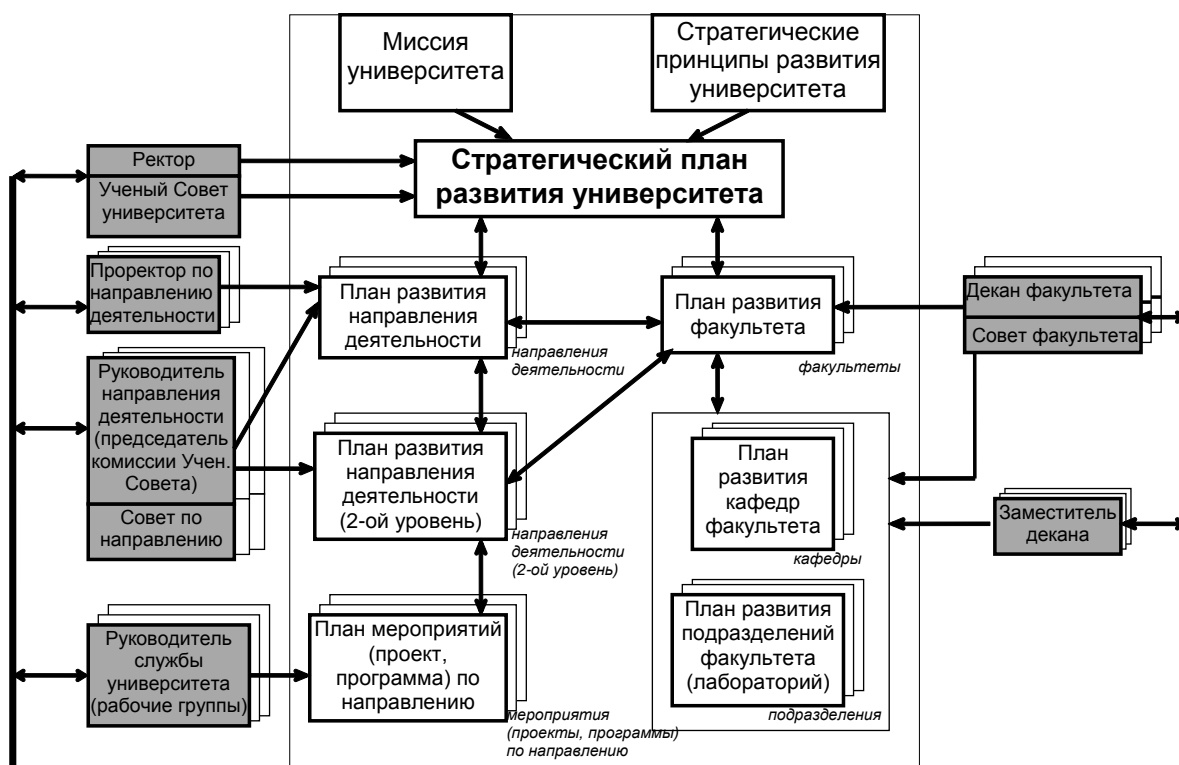 Миссия
университета
Стратегические
принципы развития
университета
Стратегический план
развития университета
Ректор
Ученый Совет
университета
Проректор по
направлению
деятельности
План развития
направления
деятельности
направления
деятельности
План развития
факультета
факультеты
Декан факультета
Совет факультета
Руководитель
направления
деятельности
(председатель
комиссии Учен.
Совета)
Совет по
направлению
План развития
направления
деятельности
(2-ой уровень)
направления
деятельности
(2-ой уровень)
План
развития
кафедр
факультета
кафедры
Заместитель
декана
Руководитель
службы
университета
(рабочие группы)
План мероприятий
(проект,
программа) по
направлению
мероприятия
(проекты, программы)
по направлению
План развития
подразделений
факультета
(лабораторий)
подразделения